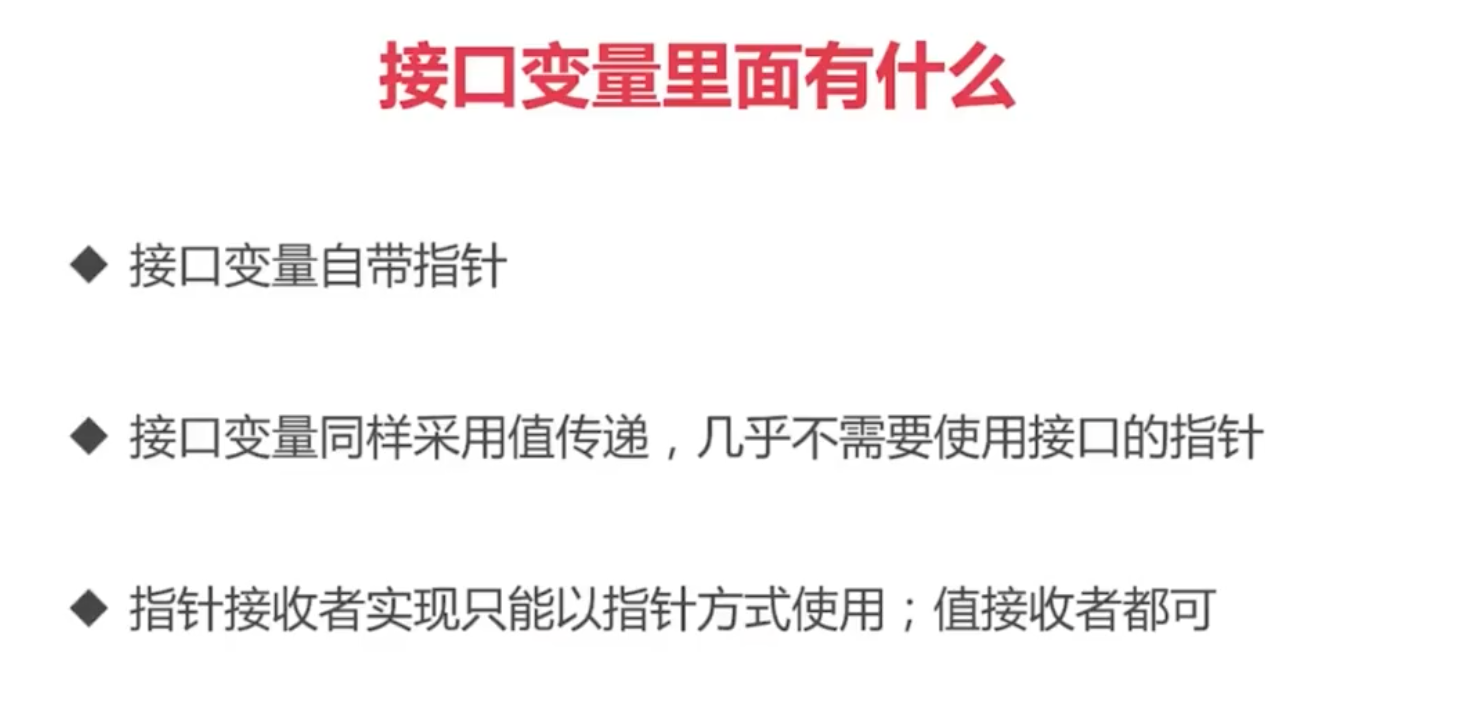 接口变量里面有什么
◆ 接口变量自带指针
◆ 接口变量同样采用值传递，几乎不需要使用接口的指针
◆ 指针接收者实现只能以指针方式使用；值接收者都可